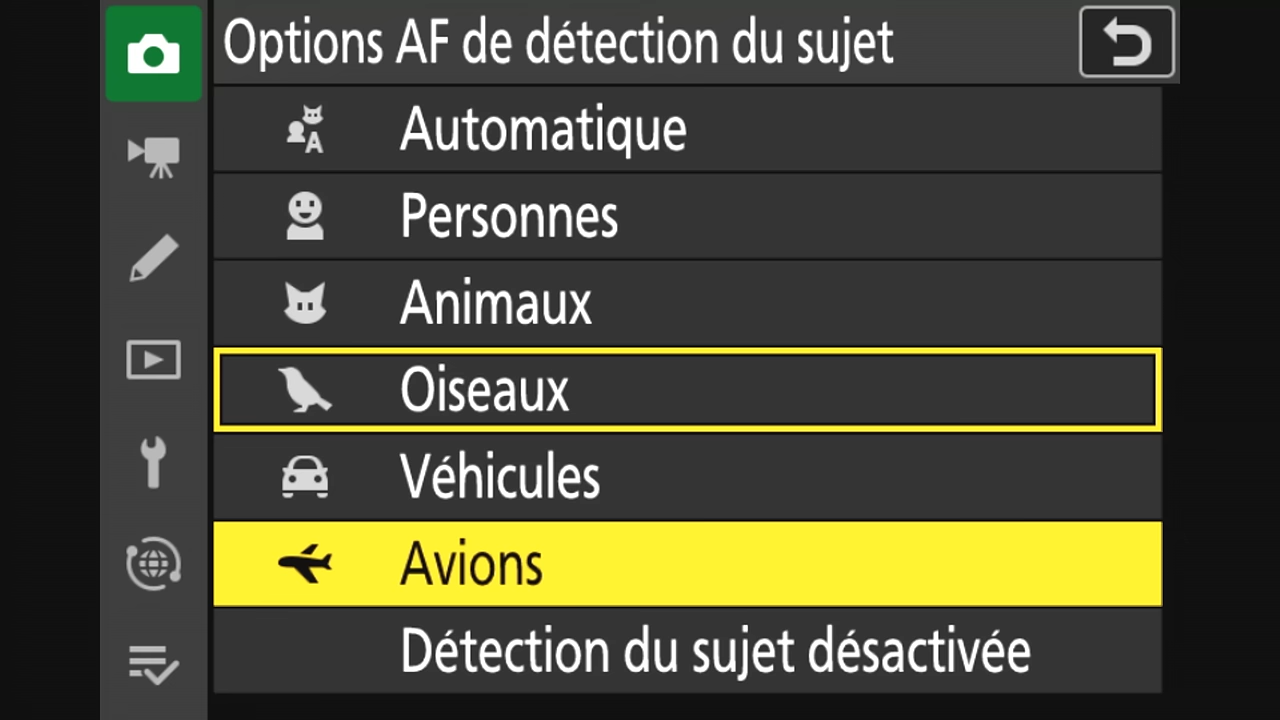 Options AF de détection du sujet
Automatique
Personnes
Animaux
Oiseaux
Véhicules
Avions
Détection du sujet désactivée